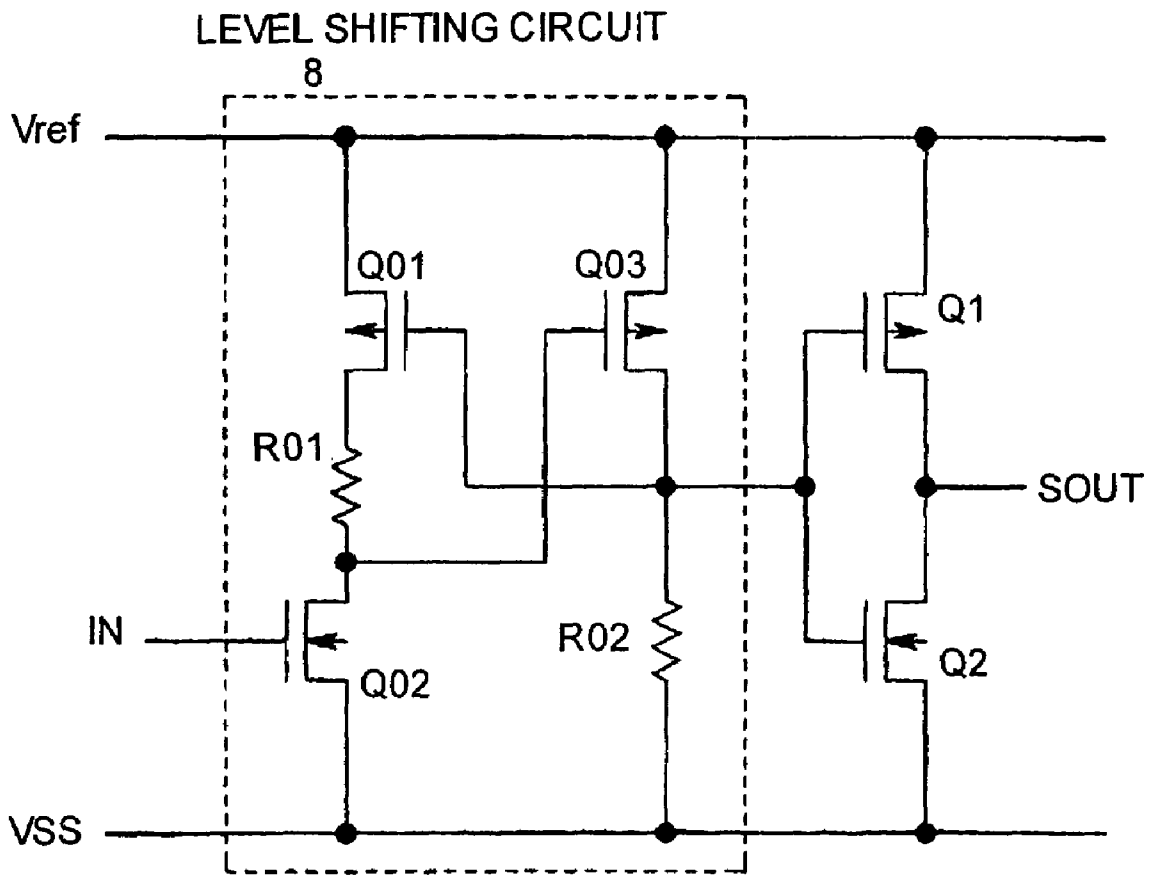 LEVEL SHIFTING CIRCUIT
8
Vref
Q01
Q03
Q1
R01
SOUT
IN
R02
Q02
Q2
VSS